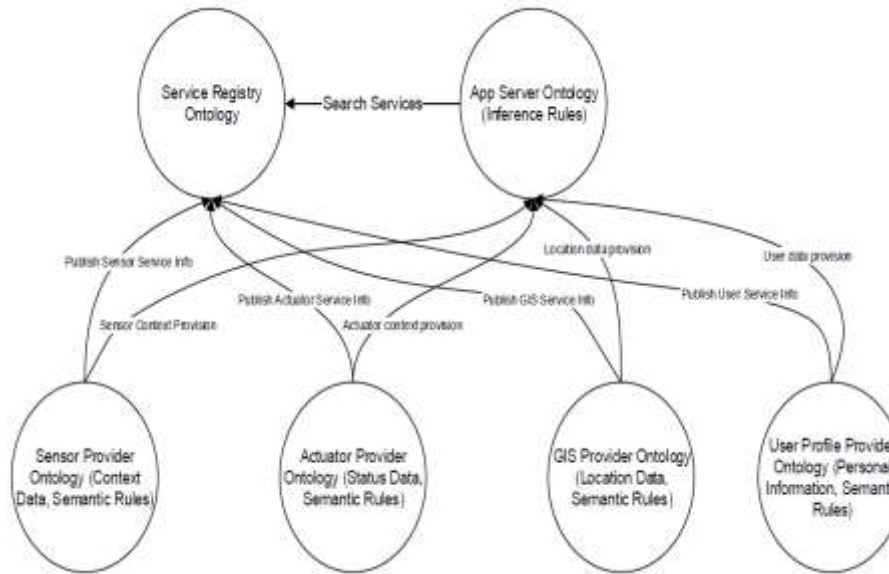 Service Registry
Ontology
Search Services
App Server Ontology
(Inference Rules)
Publish Sensor Service Info
Location data provision
User data provision
Sensor Context Provision
Publish Actuator Service Info
Actuator context provision
Publish GIS Service Info
Publish User Service Info
Sensor Provider
Ontology (Context
Data, Semantic Rules)
Actuator Provider
Ontology (Status Data,
Semantic Rules)
GIS Provider Ontology
(Location Data,
Semantic Rules)
User Profile Provide
Ontology (Persona
Information, Semant
Rules)